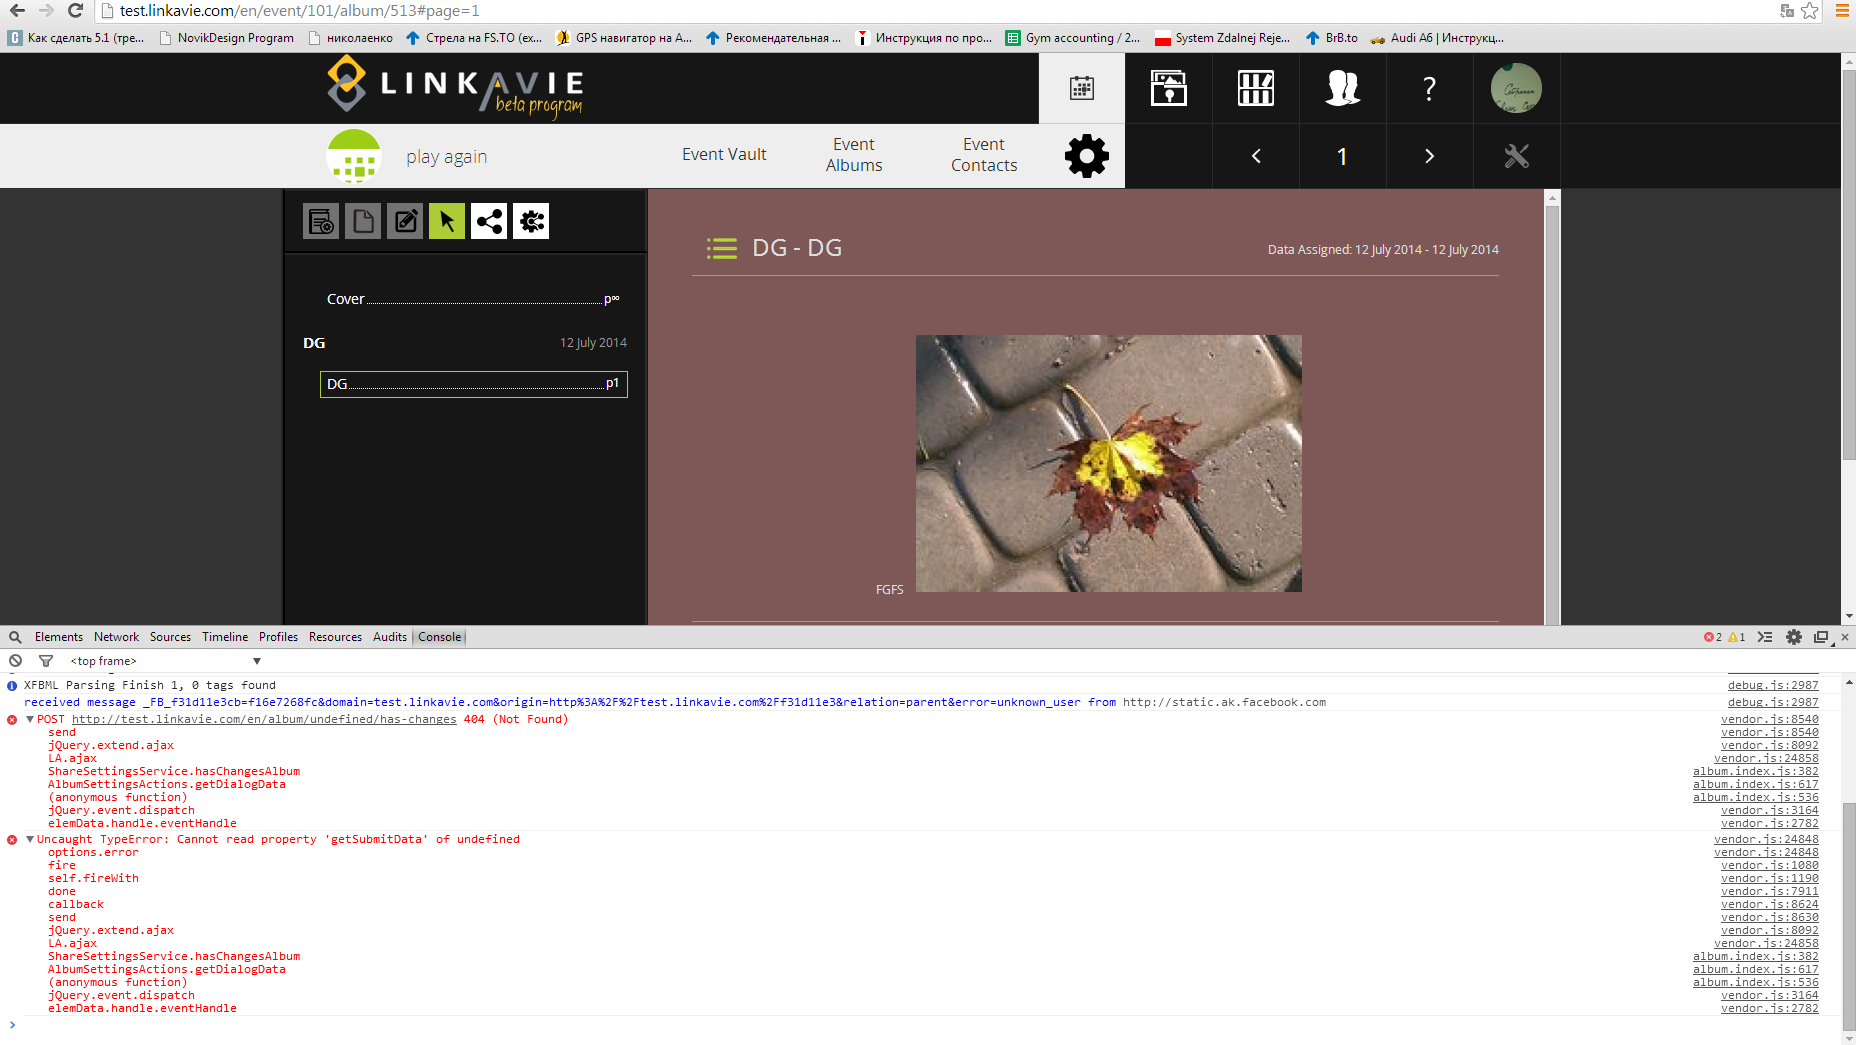 test.linkavie.com/en/event/101/album/513#page=1
Как сделать 5.1 (тре... NovikDesign Program николаенко Стрела на FS.TO (ex... GPS навигатор на А... Рекомендательная ... Инструкция по про... Gym accounting / 2... System Zdalnej Reje... BrB.to Audi A6 | Инструкц...
LINKAVIE
beta program
?
play again
Event Vault
Event Albums
Event Contacts
1
DG - DG
Data Assigned: 12 July 2014 - 12 July 2014
Cover p∞
DG 12 July 2014
DG p1
FGFS
Elements Network Sources Timeline Profiles Resources Audits Console 2 1
<top frame>
XFBML Parsing Finish 1, 0 tags found debug.js:2987
received message _FB_f31d11e3cb=f16e7268fc&domain=test.linkavie.com&origin=http%3A%2F%2Ftest.linkavie.com%2Ff31d11e3&relation=parent&error=unknown_user from http://static.ak.facebook.com debug.js:2987
POST http://test.linkavie.com/en/album/undefined/has-changes 404 (Not Found) vendor.js:8540
send vendor.js:8540
jQuery.extend.ajax vendor.js:8092
LA.ajax vendor.js:24858
ShareSettingsService.hasChangesAlbum album.index.js:382
AlbumSettingsActions.getDialogData album.index.js:617
(anonymous function) album.index.js:536
jQuery.event.dispatch vendor.js:3164
elemData.handle.eventHandle vendor.js:2782
Uncaught TypeError: Cannot read property 'getSubmitData' of undefined vendor.js:24848
options.error vendor.js:24848
fire vendor.js:1080
self.fireWith vendor.js:1190
done vendor.js:7911
callback vendor.js:8624
send vendor.js:8630
jQuery.extend.ajax vendor.js:8092
LA.ajax vendor.js:24858
ShareSettingsService.hasChangesAlbum album.index.js:382
AlbumSettingsActions.getDialogData album.index.js:617
(anonymous function) album.index.js:536
jQuery.event.dispatch vendor.js:3164
elemData.handle.eventHandle vendor.js:2782